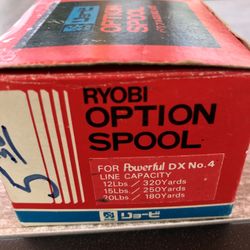 RYOBI
OPTION
SPOOL
FOR Powerful DX No.4
LINE CAPACITY
12Lbs / 320Yards
15Lbs / 250Yards
20Lbs / 180Yards
リョービ